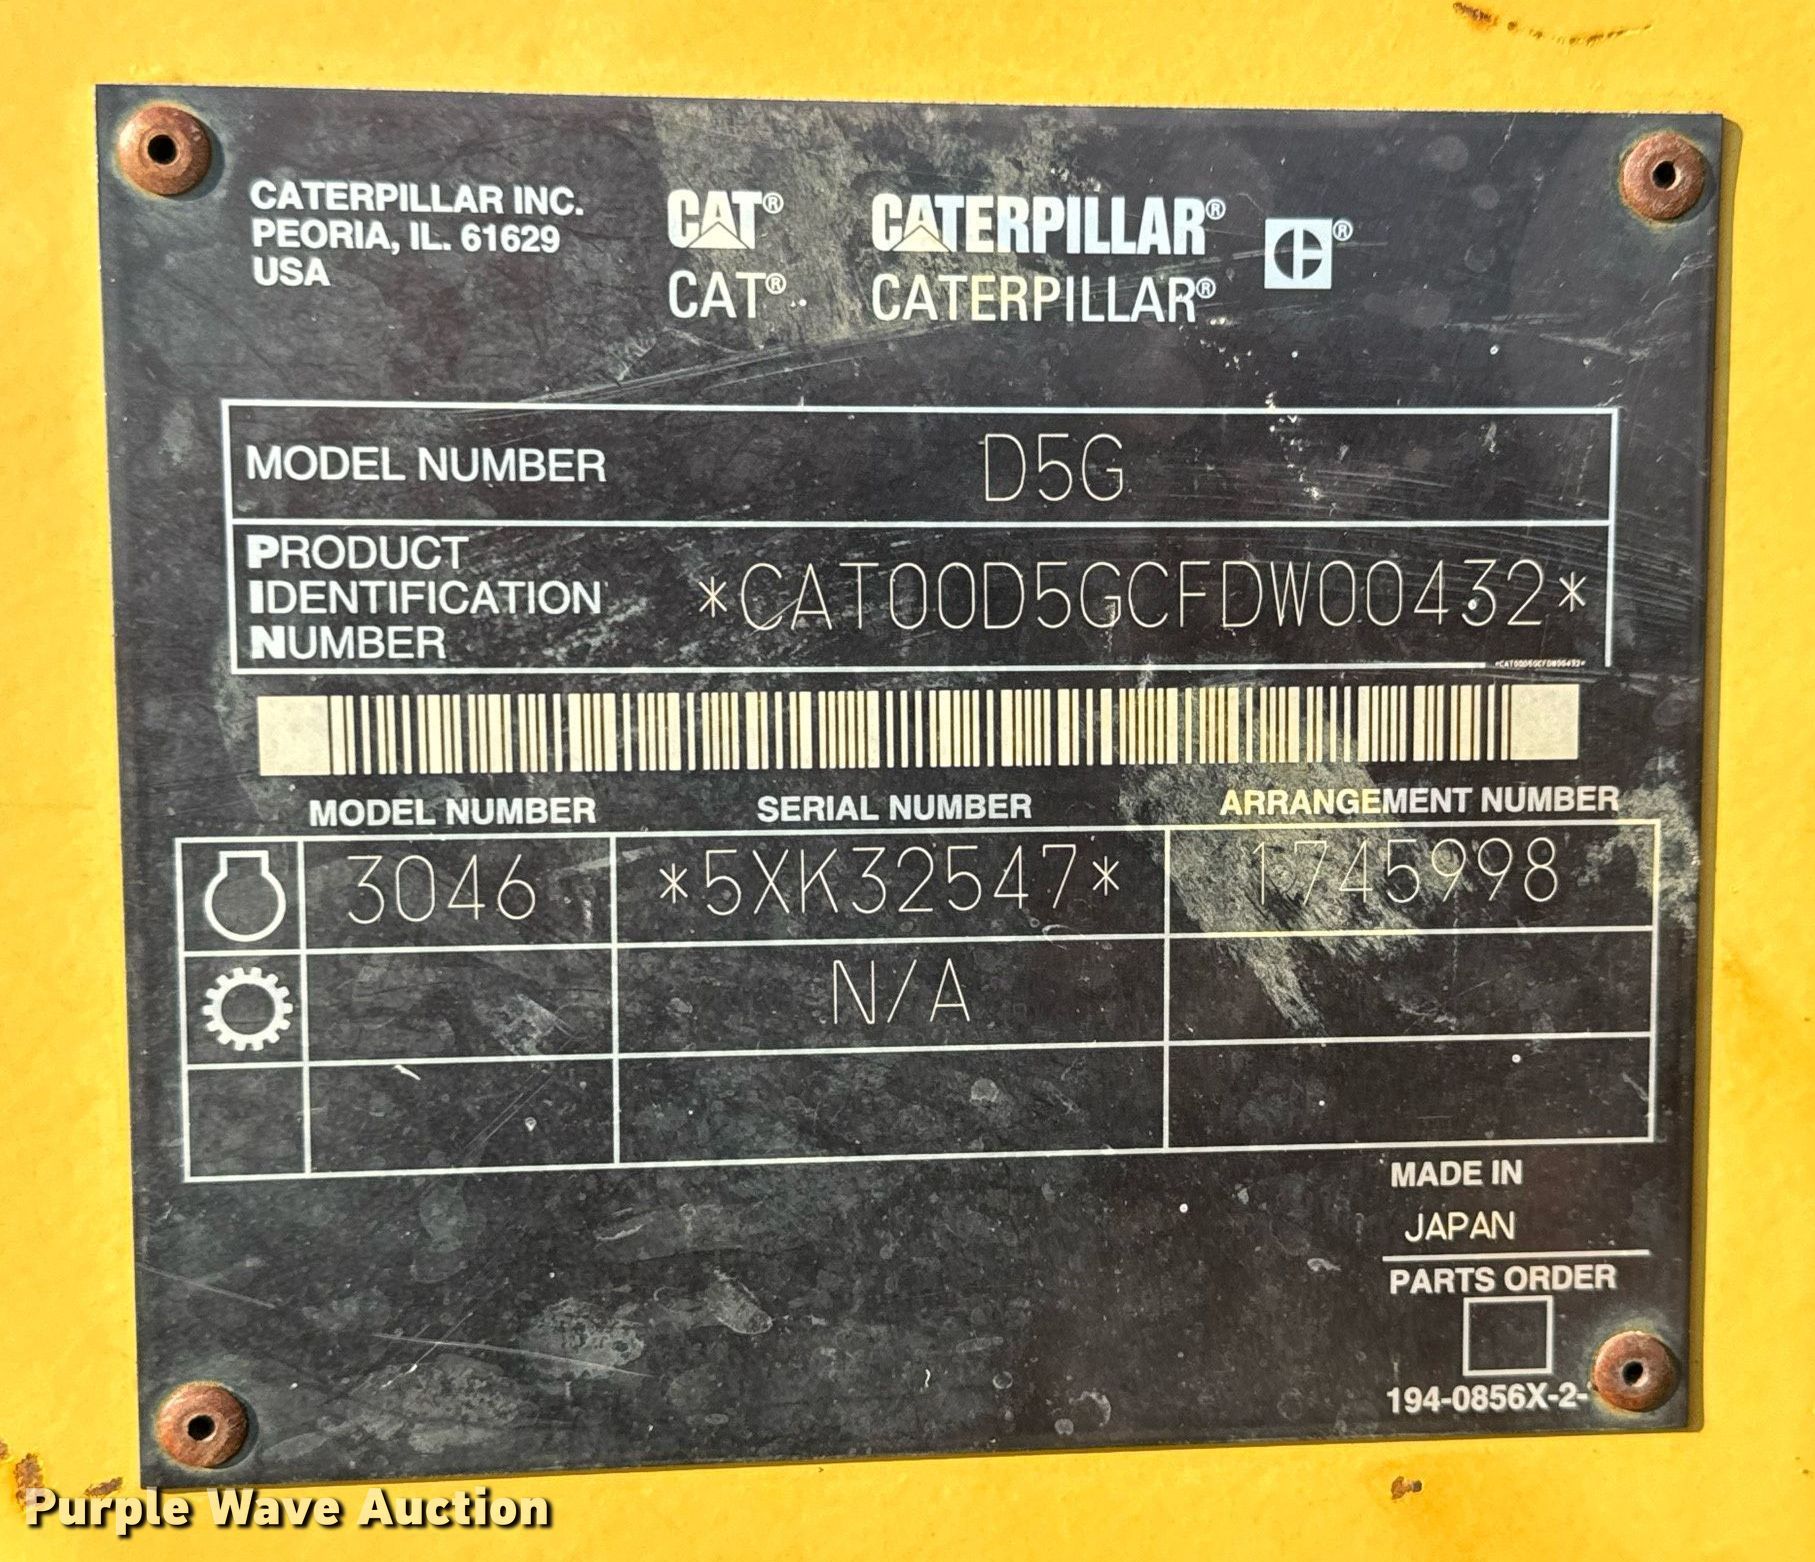 CATERPILLAR INC.
PEORIA, IL. 61629
USA
CAT® CATERPILLAR® ®
CAT® CATERPILLAR®
MODEL NUMBER D5G
PRODUCT
IDENTIFICATION
NUMBER
*CAT00D5GCFDW00432*
*CAT00D5GCFDW00432*
MODEL NUMBER SERIAL NUMBER ARRANGEMENT NUMBER
3046 *5XK32547* 1745998
N/A
MADE IN
JAPAN
PARTS ORDER
194-0856X-2-
Purple Wave Auction